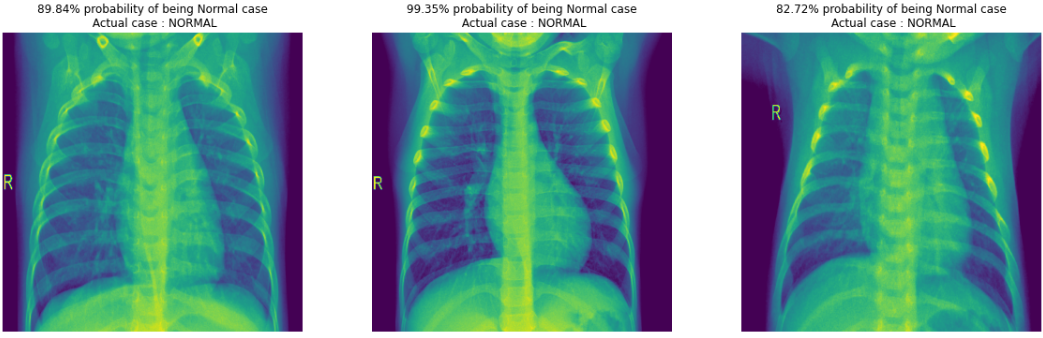 89.84% probability of being Normal case
Actual case : NORMAL
R
99.35% probability of being Normal case
Actual case : NORMAL
R
82.72% probability of being Normal case
Actual case : NORMAL
R